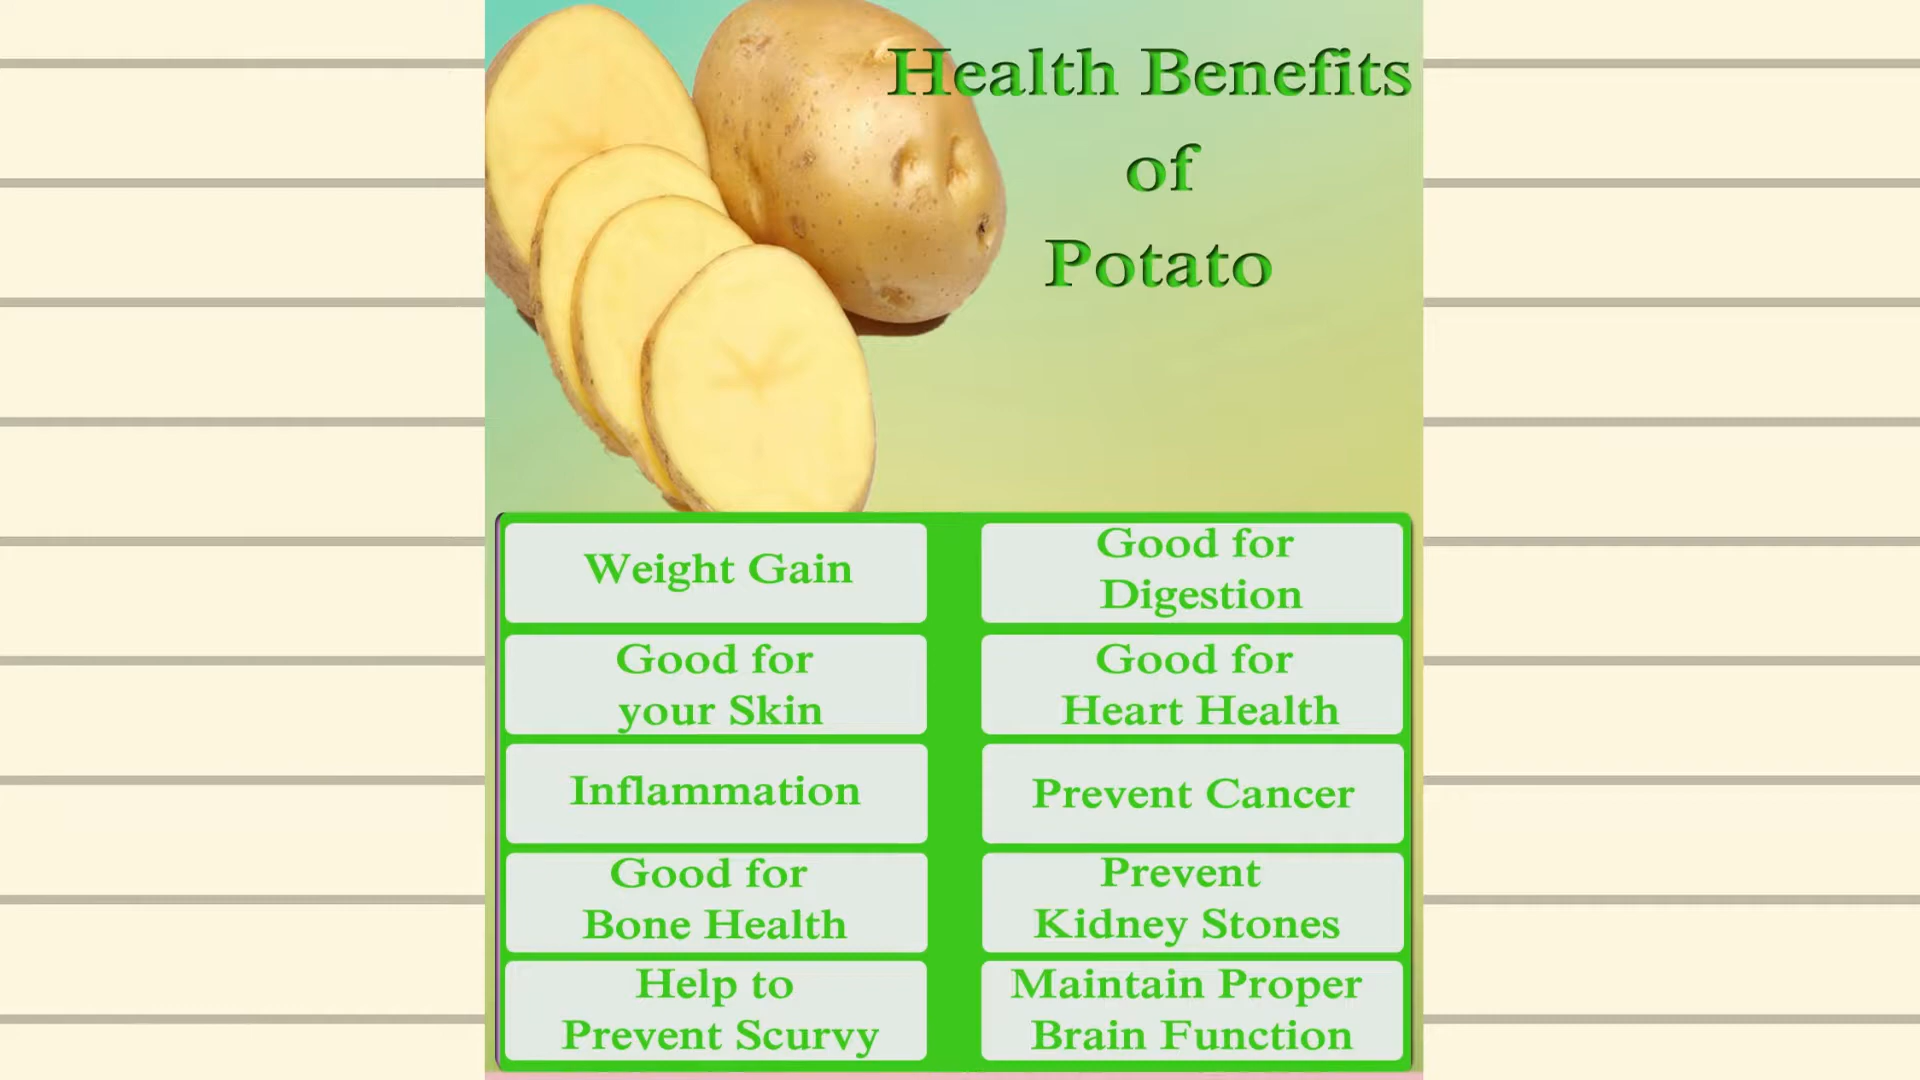 Health Benefits
of
Potato
Weight Gain
Good for
Digestion
Good for
your Skin
Good for
Heart Health
Inflammation
Prevent Cancer
Good for
Bone Health
Prevent
Kidney Stones
Help to
Prevent Scurvy
Maintain Proper
Brain Function